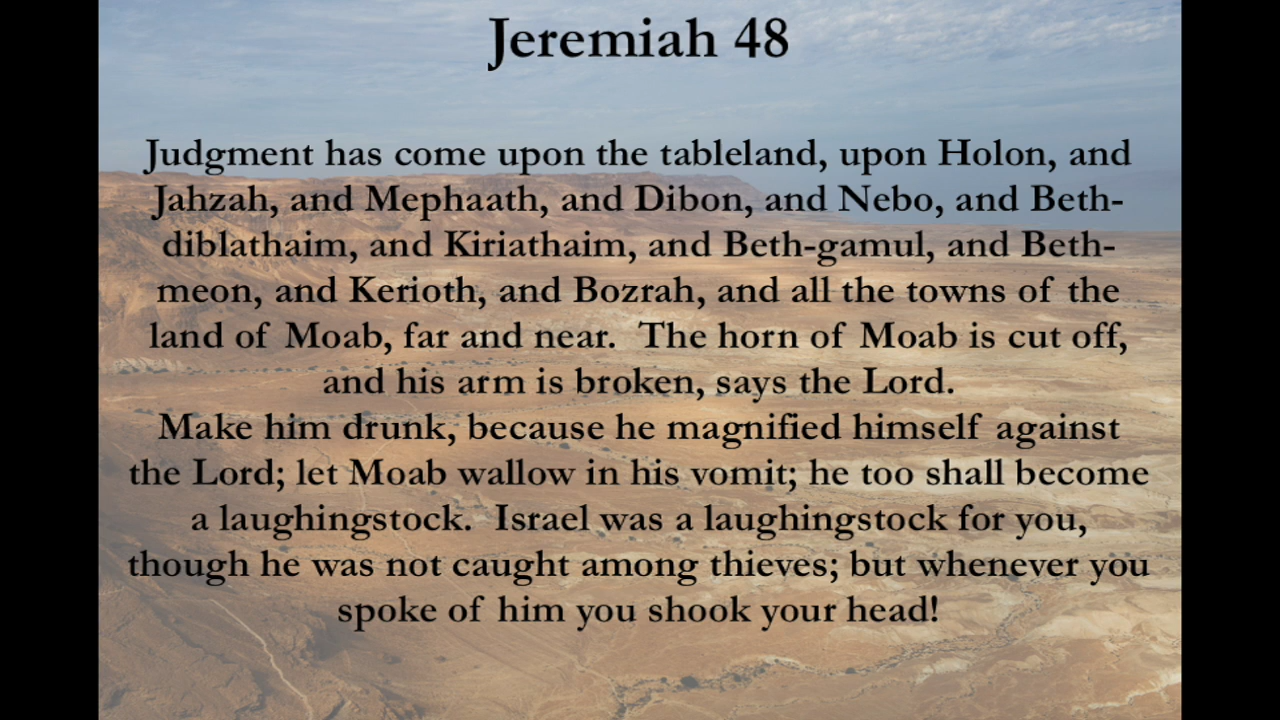 Jeremiah 48
Judgment has come upon the tableland, upon Holon, and
Jahzah, and Mephaath, and Dibon, and Nebo, and Beth-
diblathaim, and Kiriathaim, and Beth-gamul, and Beth-
meon, and Kerioth, and Bozrah, and all the towns of the
land of Moab, far and near. The horn of Moab is cut off,
and his arm is broken, says the Lord.
Make him drunk, because he magnified himself against
the Lord; let Moab wallow in his vomit; he too shall become
a laughingstock. Israel was a laughingstock for you,
though he was not caught among thieves; but whenever you
spoke of him you shook your head!